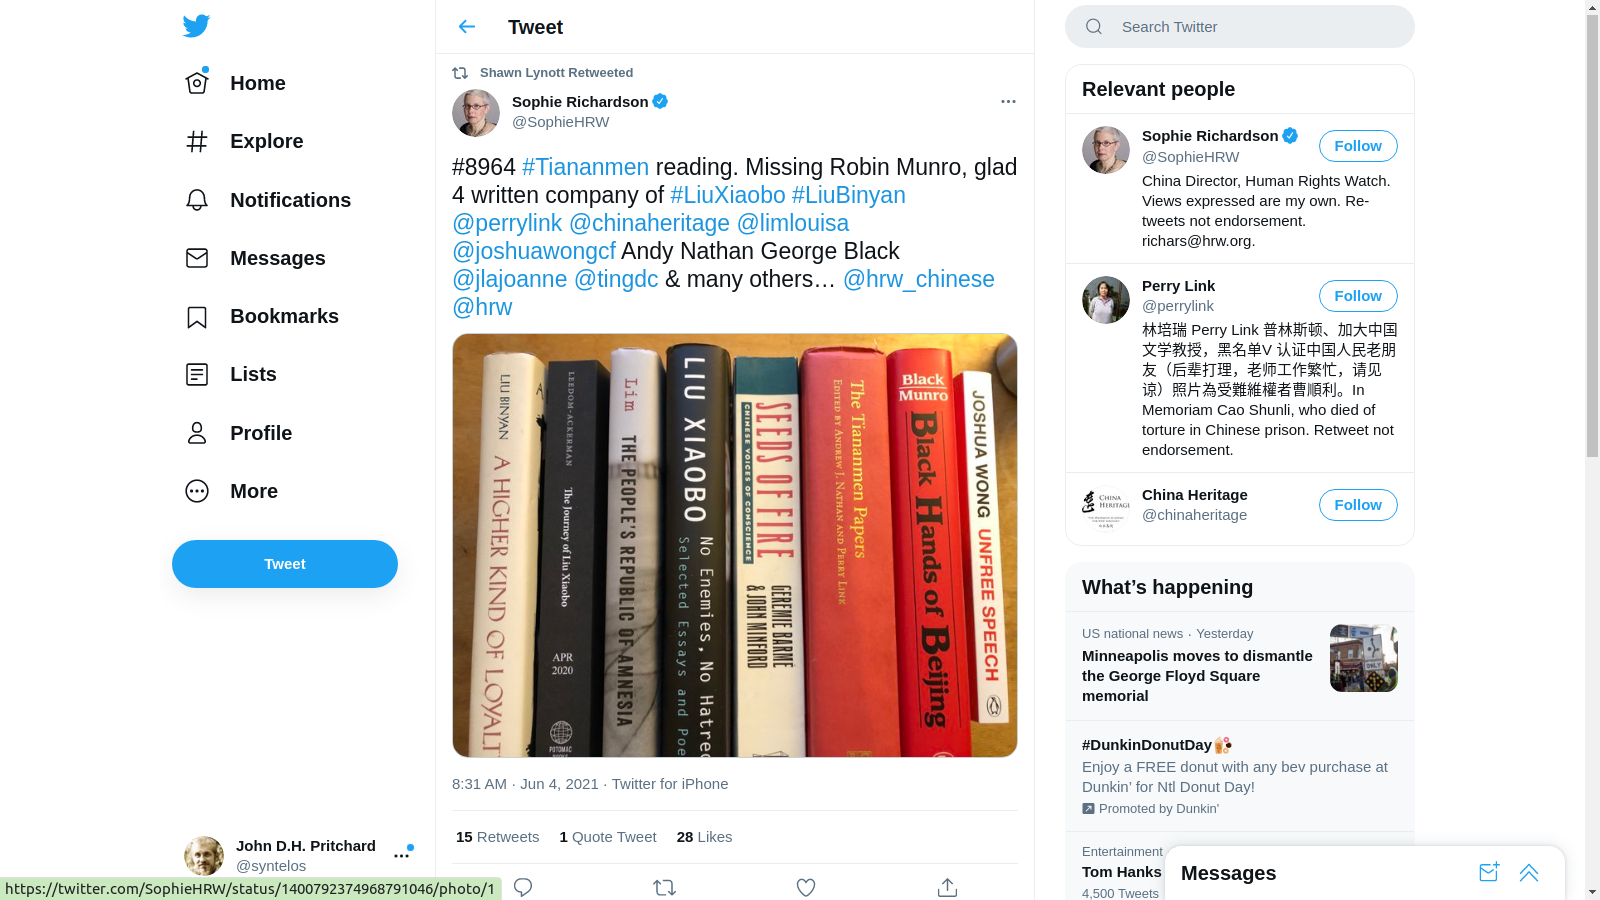 Home
Explore
Notifications
Messages
Bookmarks
Lists
Profile
More
Tweet
John D.H. Pritchard
@syntelos
https://twitter.com/SophieHRW/status/1400792374968791046/photo/1
Tweet
Shawn Lynott Retweeted
Sophie Richardson
@SophieHRW
#8964 #Tiananmen reading. Missing Robin Munro, glad
4 written company of #LiuXiaobo #LiuBinyan
@perrylink @chinaheritage @limlouisa
@joshuawongcf Andy Nathan George Black
@jlajoanne @tingdc & many others… @hrw_chinese
@hrw
LIU BINYAN
A HIGHER KIND OF LOYALT
LEEDOM-ACKERMAN
The Journey of Liu Xiaobo
APR
2020
POTOMAC
BOOKS
Lim
THE PEOPLE'S REPUBLIC OF AMNESIA
LIU XIAOBO
No Enemies, No Hatred
Selected Essays and Poe
SEEDS OF FIRE
CHINESE VOICES OF CONSCIENCE
GEREMIE BARMÉ
& JOHN MINFORD
The Tiananmen Papers
EDITED BY ANDREW J. NATHAN AND PERRY LINK
Black
Munro
Black Hands of Beijing
JOSHUA WONG
UNFREE SPEECH
8:31 AM · Jun 4, 2021 · Twitter for iPhone
15 Retweets 1 Quote Tweet 28 Likes
Search Twitter
Relevant people
Sophie Richardson
@SophieHRW
Follow
China Director, Human Rights Watch.
Views expressed are my own. Re-
tweets not endorsement.
richars@hrw.org.
Perry Link
@perrylink
Follow
林培瑞 Perry Link 普林斯顿、加大中国
文学教授，黑名单V 认证中国人民老朋
友（后辈打理，老师工作繁忙，请见
谅）照片為受難維權者曹順利。In
Memoriam Cao Shunli, who died of
torture in Chinese prison. Retweet not
endorsement.
CHINA
HERITAGE
China Heritage
@chinaheritage
Follow
What's happening
US national news · Yesterday
Minneapolis moves to dismantle
the George Floyd Square
memorial
ONLY
#DunkinDonutDay
Enjoy a FREE donut with any bev purchase at
Dunkin' for Ntl Donut Day!
Promoted by Dunkin'
Entertainment
Tom Hanks
4,500 Tweets
Messages